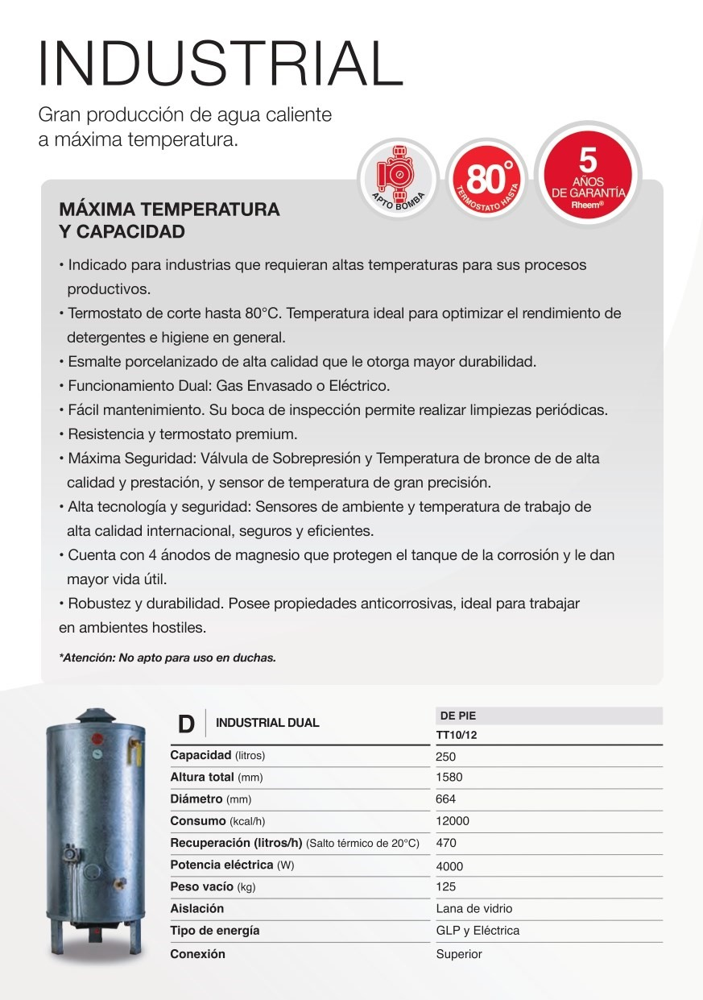 INDUSTRIAL
Gran producción de agua caliente
a máxima temperatura.
APTO BOMBA
80°
TERMOSTATO HASTA
5
AÑOS
DE GARANTÍA
Rheem®
MÁXIMA TEMPERATURA
Y CAPACIDAD
• Indicado para industrias que requieran altas temperaturas para sus procesos
productivos.
• Termostato de corte hasta 80°C. Temperatura ideal para optimizar el rendimiento de
detergentes e higiene en general.
• Esmalte porcelanizado de alta calidad que le otorga mayor durabilidad.
• Funcionamiento Dual: Gas Envasado o Eléctrico.
• Fácil mantenimiento. Su boca de inspección permite realizar limpiezas periódicas.
• Resistencia y termostato premium.
• Máxima Seguridad: Válvula de Sobrepresión y Temperatura de bronce de de alta
calidad y prestación, y sensor de temperatura de gran precisión.
• Alta tecnología y seguridad: Sensores de ambiente y temperatura de trabajo de
alta calidad internacional, seguros y eficientes.
• Cuenta con 4 ánodos de magnesio que protegen el tanque de la corrosión y le dan
mayor vida útil.
• Robustez y durabilidad. Posee propiedades anticorrosivas, ideal para trabajar
en ambientes hostiles.
*Atención: No apto para uso en duchas.
D INDUSTRIAL DUAL
DE PIE
TT10/12
Capacidad (litros) 250
Altura total (mm) 1580
Diámetro (mm) 664
Consumo (kcal/h) 12000
Recuperación (litros/h) (Salto térmico de 20°C) 470
Potencia eléctrica (W) 4000
Peso vacío (kg) 125
Aislación Lana de vidrio
Tipo de energía GLP y Eléctrica
Conexión Superior